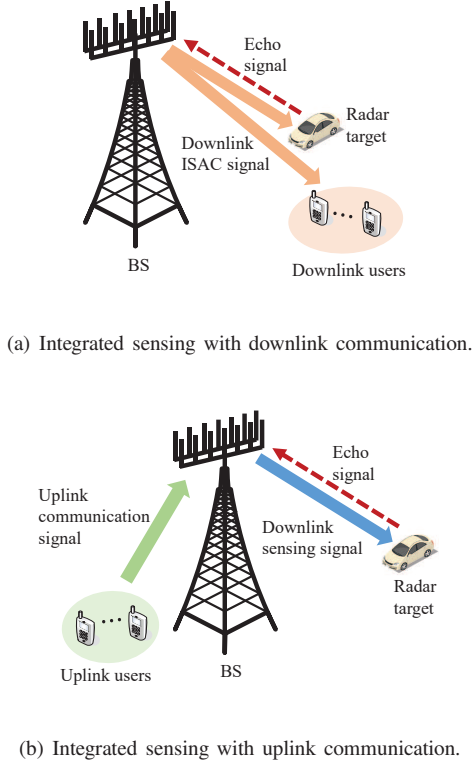 Echo
signal
Radar
target
Downlink
ISAC signal
BS
Downlink users
(a) Integrated sensing with downlink communication.
Echo
signal
Uplink
communication
signal
Downlink
sensing signal
Radar
target
Uplink users
BS
(b) Integrated sensing with uplink communication.